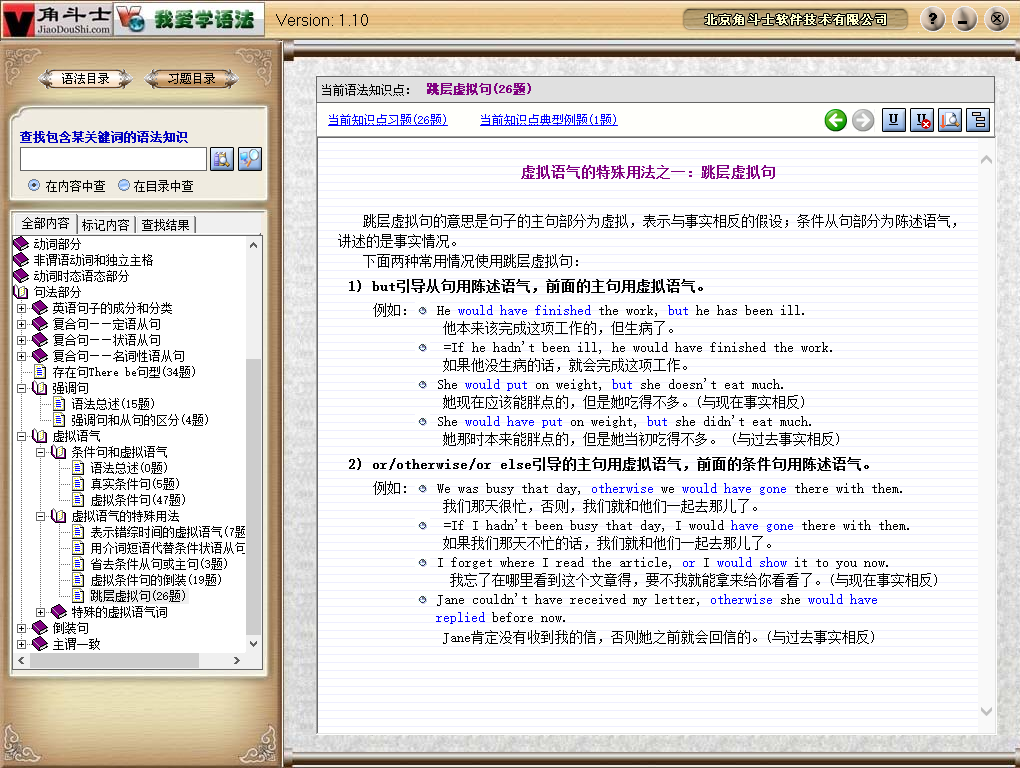 角斗士
JiaoDouShi.com
我爱学语法
Version: 1.10
北京角斗士软件技术有限公司
语法目录
习题目录
查找包含某关键词的语法知识
在内容中查
在目录中查
全部内容
标记内容
查找结果
动词部分
非谓语动词和独立主格
动词时态语态部分
句法部分
英语句子的成分和分类
复合句一一定语从句
复合句一一状语从句
复合句一一名词性语从句
存在句There be句型(34题)
强调句
语法总述(15题)
强调句和从句的区分(4题)
虚拟语气
条件句和虚拟语气
语法总述(0题)
真实条件句(5题)
虚拟条件句(47题)
虚拟语气的特殊用法
表示错综时间的虚拟语气(7题
用介词短语代替条件状语从句
省去条件从句或主句(3题)
虚拟条件句的倒装(19题)
跳层虚拟句(26题)
特殊的虚拟语气词
倒装句
主谓一致
当前语法知识点： 跳层虚拟句(26题)
当前知识点习题(26题) 当前知识点典型例题(1题)
虚拟语气的特殊用法之一：跳层虚拟句
跳层虚拟句的意思是句子的主句部分为虚拟，表示与事实相反的假设；条件从句部分为陈述语气，
讲述的是事实情况。
下面两种常用情况使用跳层虚拟句：
1) but引导从句用陈述语气，前面的主句用虚拟语气。
例如： He would have finished the work, but he has been ill.
他本来该完成这项工作的，但生病了。
=If he hadn't been ill, he would have finished the work.
如果他没生病的话，就会完成这项工作。
She would put on weight, but she doesn't eat much.
她现在应该能胖点的，但是她吃得不多。(与现在事实相反)
She would have put on weight, but she didn't eat much.
她那时本来能胖点的，但是她当初吃得不多。 (与过去事实相反)
2) or/otherwise/or else引导的主句用虚拟语气，前面的条件句用陈述语气。
例如： We was busy that day, otherwise we would have gone there with them.
我们那天很忙，否则，我们就和他们一起去那儿了。
=If I hadn't been busy that day, I would have gone there with them.
如果我们那天不忙的话，我们就和他们一起去那儿了。
I forget where I read the article, or I would show it to you now.
我忘了在哪里看到这个文章得，要不我就能拿来给你看看了。(与现在事实相反)
Jane couldn't have received my letter, otherwise she would have
replied before now.
Jane肯定没有收到我的信，否则她之前就会回信的。(与过去事实相反)